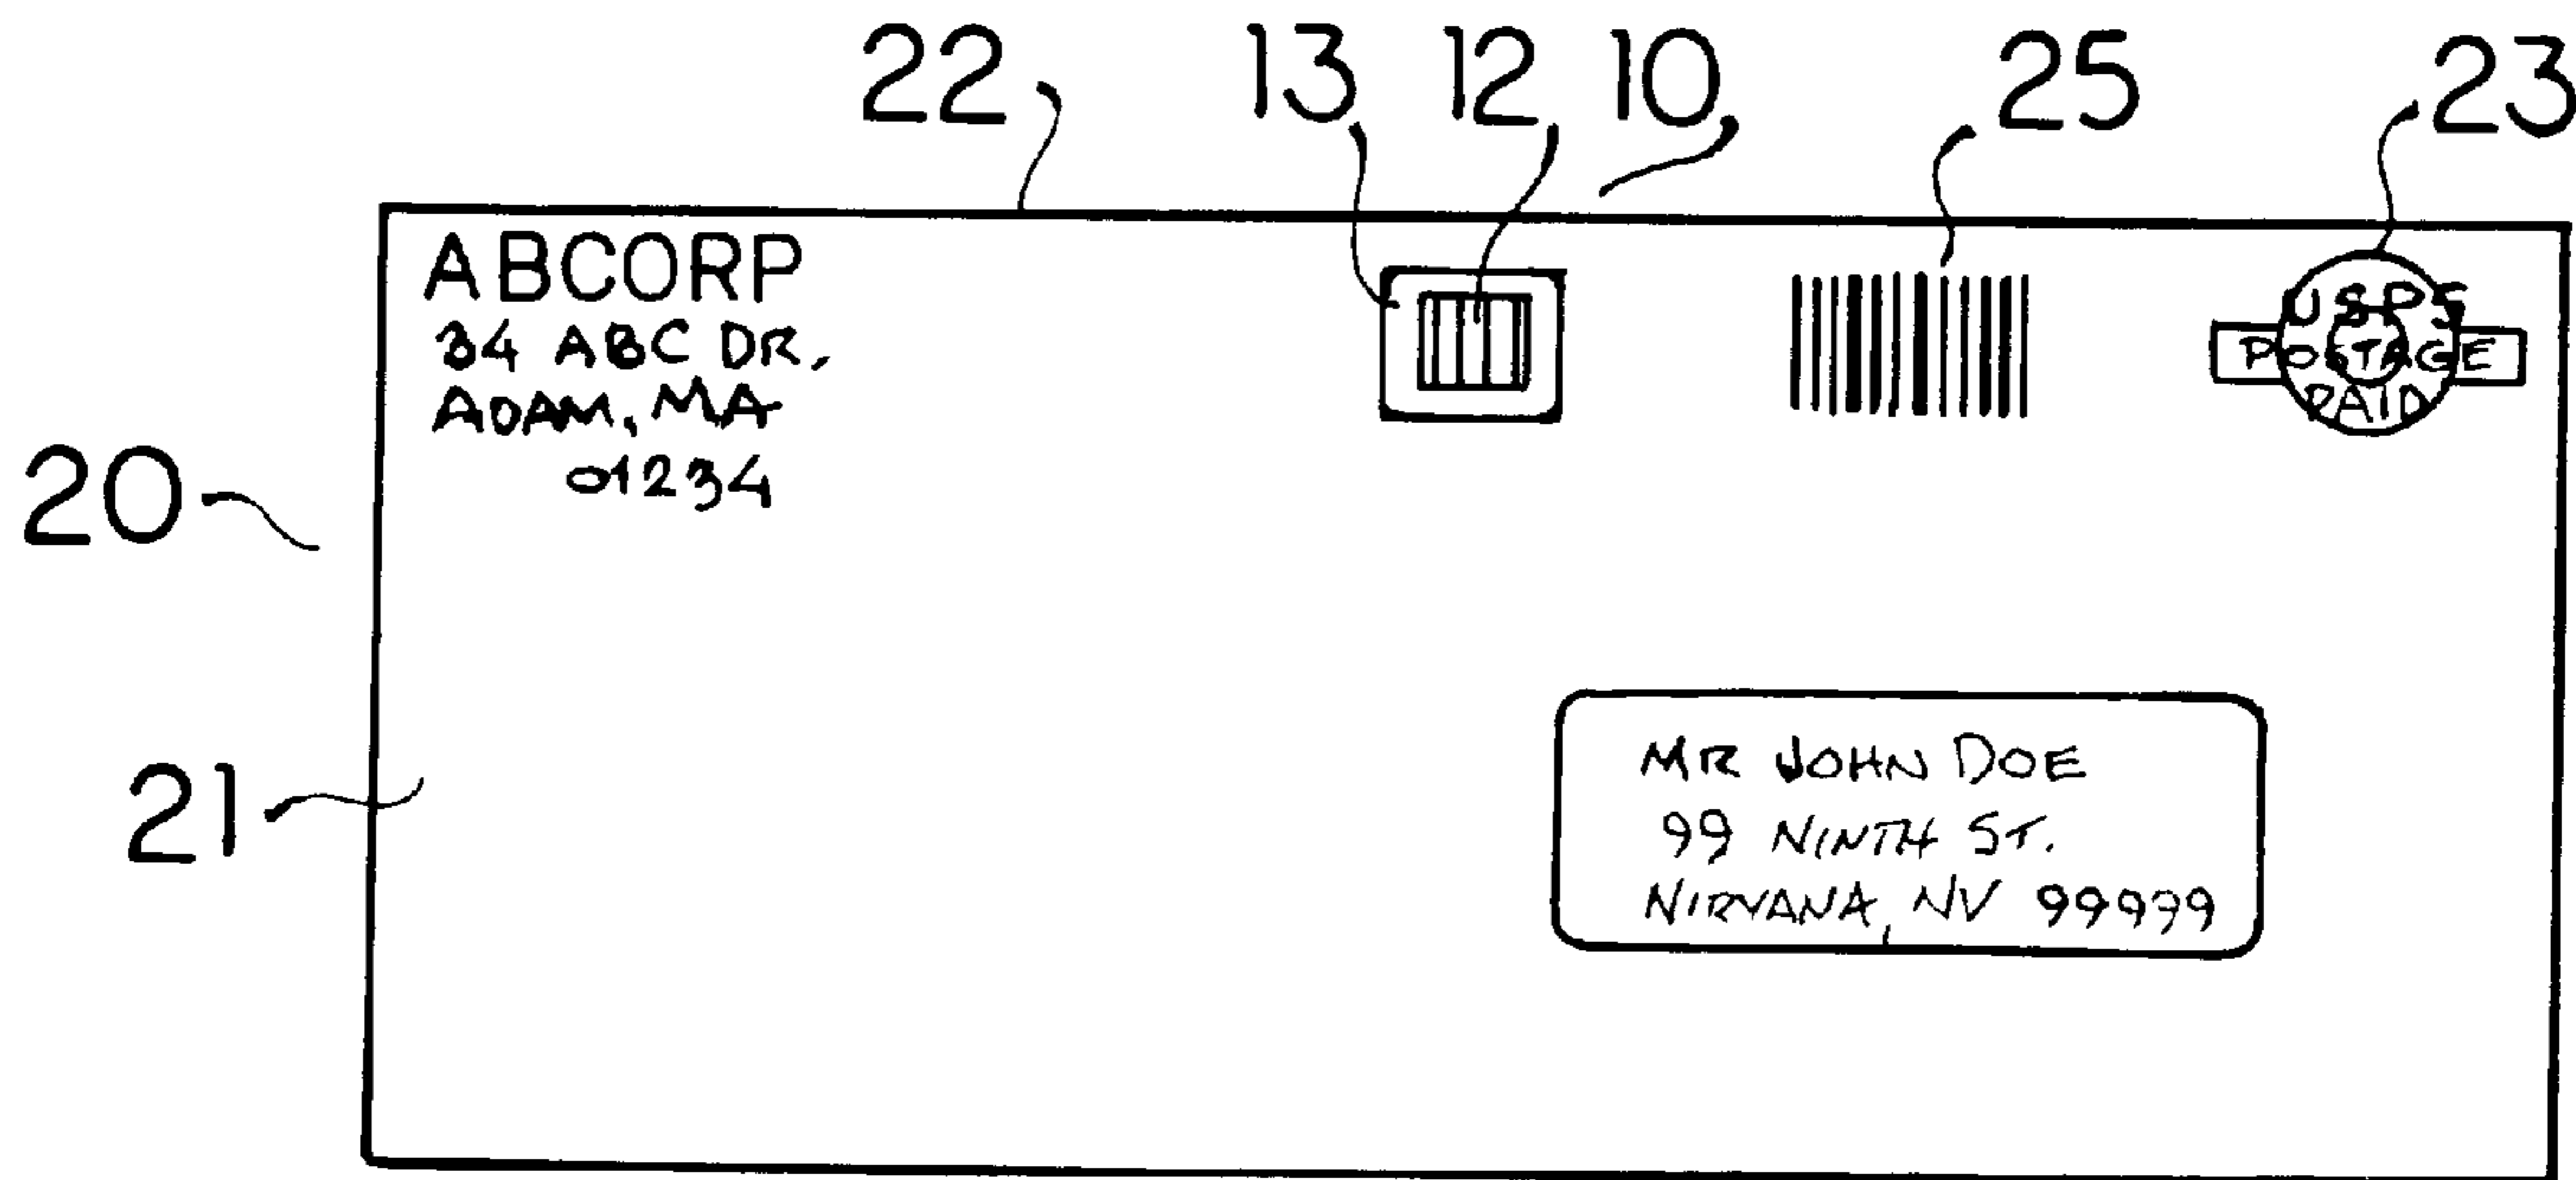 22 13 12 10 25 23
ABCORP
34 ABC DR.
ADAM, MA
01234
USPS
POSTAGE
PAID
20
21
MR JOHN DOE
99 NINTH ST.
NIRVANA, NV 99999